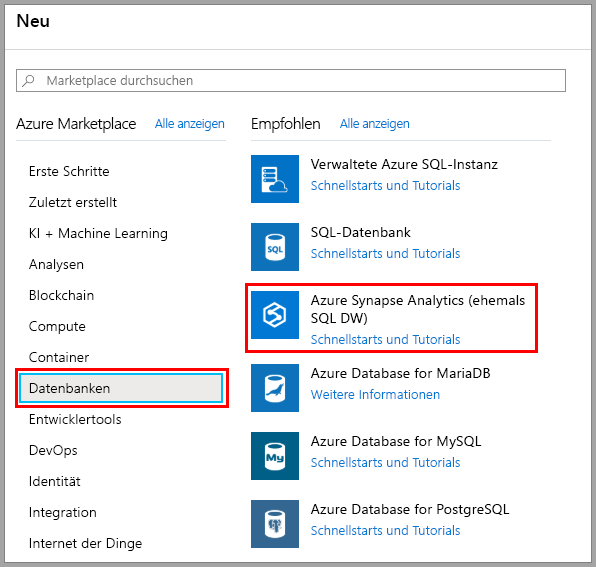 Neu
Marketplace durchsuchen
Azure Marketplace
Alle anzeigen
Erste Schritte
Zuletzt erstellt
KI + Machine Learning
Analysen
Blockchain
Compute
Container
Datenbanken
Entwicklertools
DevOps
Identität
Integration
Internet der Dinge
Empfohlen
Alle anzeigen
Verwaltete Azure SQL-Instanz
Schnellstarts und Tutorials
SQL
SQL-Datenbank
Schnellstarts und Tutorials
Azure Synapse Analytics (ehemals
SQL DW)
Schnellstarts und Tutorials
Azure Database for MariaDB
Weitere Informationen
My
Azure Database for MySQL
Schnellstarts und Tutorials
Azure Database for PostgreSQL
Schnellstarts und Tutorials